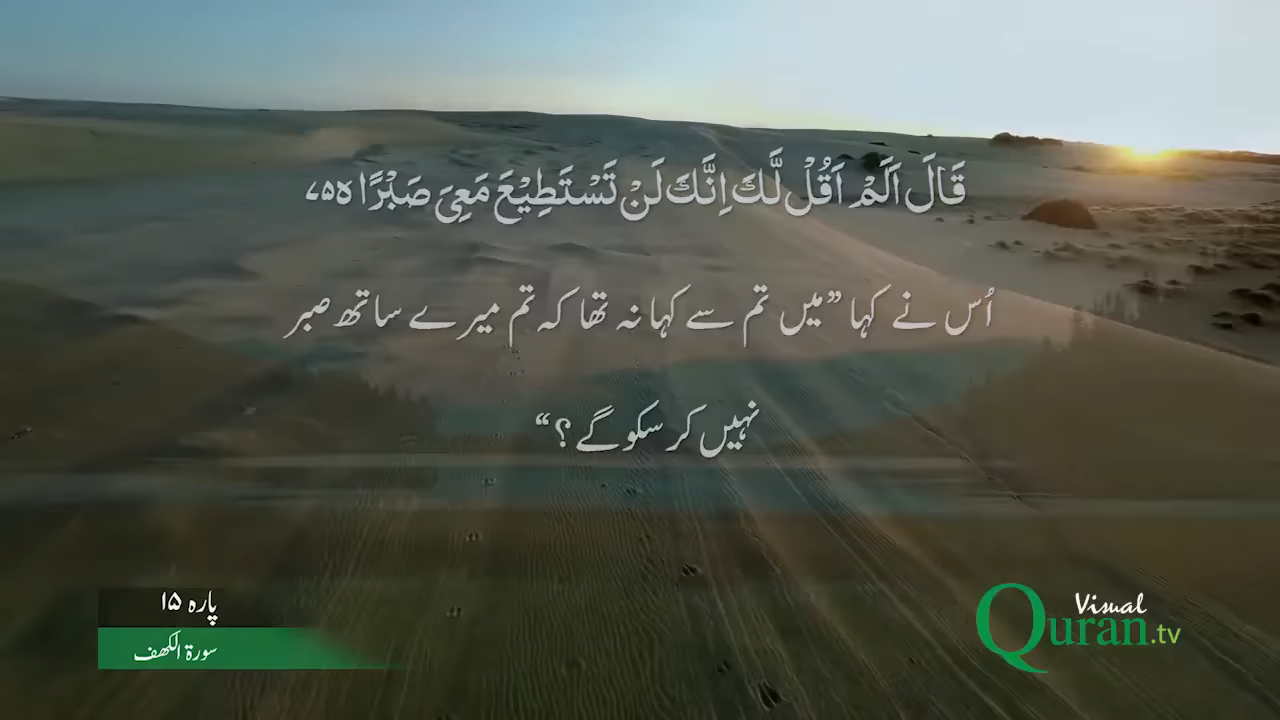 قَالَ اَلَمْ اَقُلْ لَّكَ اِنَّكَ لَنْ تَسْتَطِيْعَ مَعِيَ صَبْرًا ه۷۵
اُس نے کہا ”میں تم سے کہا نہ تھا کہ تم میرے ساتھ صبر
نہیں کر سکو گے ؟ “
پارہ ۱۵
سورۃ الکھف
Visual
Quran.tv